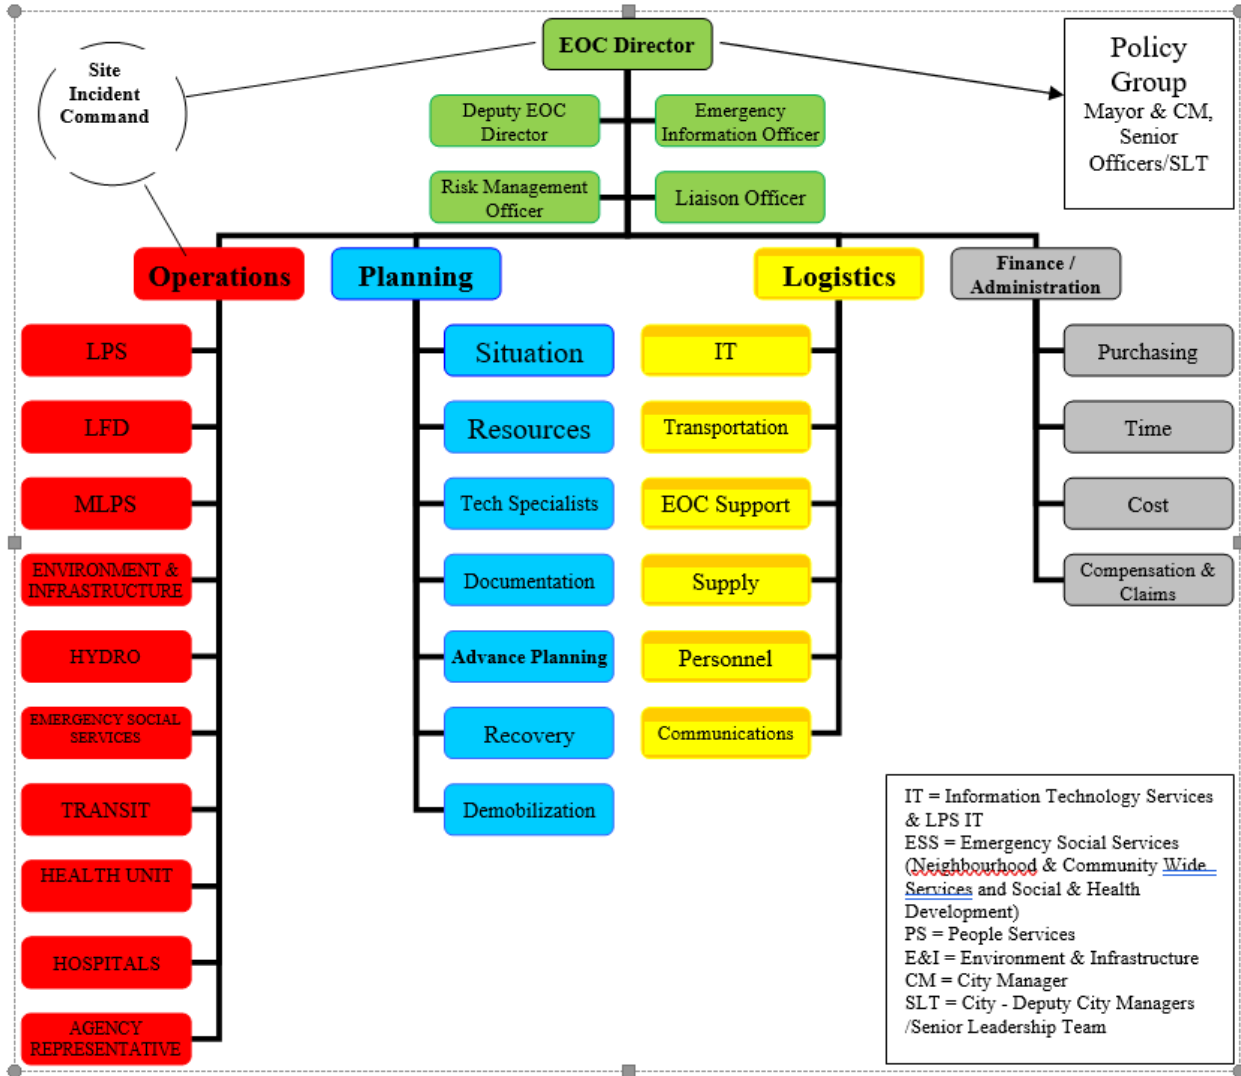 EOC Director
Site
Incident
Command
Policy
Group
Mayor & CM,
Senior
Officers/SLT
Deputy EOC
Director
Emergency
Information Officer
Risk Management
Officer
Liaison Officer
Operations
Planning
Logistics
Finance /
Administration
LPS
LFD
MLPS
ENVIRONMENT &
INFRASTRUCTURE
HYDRO
EMERGENCY SOCIAL
SERVICES
TRANSIT
HEALTH UNIT
HOSPITALS
AGENCY
REPRESENTATIVE
Situation
Resources
Tech Specialists
Documentation
Advance Planning
Recovery
Demobilization
IT
Transportation
EOC Support
Supply
Personnel
Communications
Purchasing
Time
Cost
Compensation &
Claims
IT = Information Technology Services
& LPS IT
ESS = Emergency Social Services
(Neighbourhood & Community Wide
Services and Social & Health
Development)
PS = People Services
E&I = Environment & Infrastructure
CM = City Manager
SLT = City - Deputy City Managers
/Senior Leadership Team